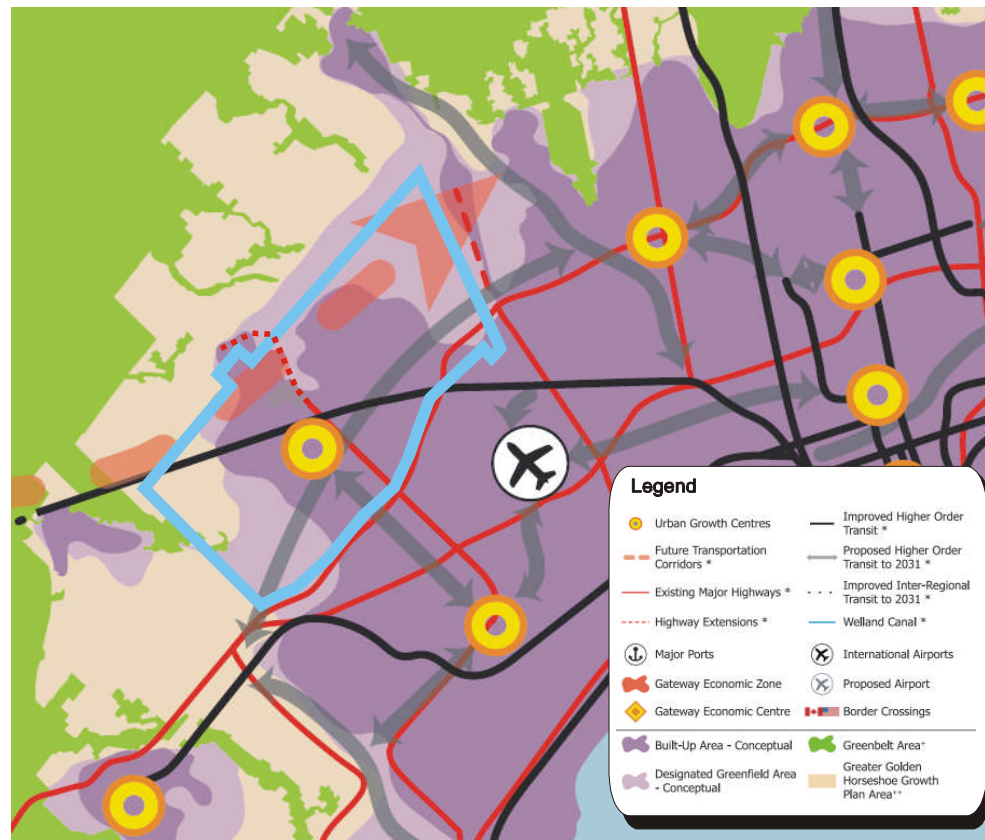 Legend
Urban Growth Centres
Future Transportation
Corridors *
Existing Major Highways *
Highway Extensions *
Major Ports
Gateway Economic Zone
Gateway Economic Centre
Improved Higher Order
Transit *
Proposed Higher Order
Transit to 2031 *
Improved Inter-Regional
Transit to 2031 *
Welland Canal *
International Airports
Proposed Airport
Border Crossings
Built-Up Area - Conceptual
Designated Greenfield Area
- Conceptual
Greenbelt Area*
Greater Golden
Horseshoe Growth
Plan Area++